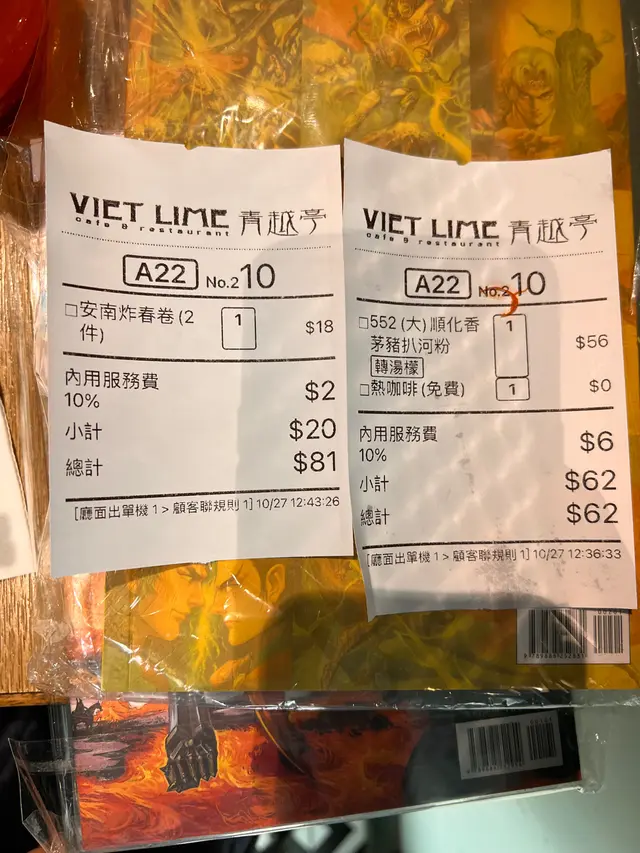 VIET LIME 青越亭
cafe & restaurant
A22 No.210
□安南炸春卷(2件) 1 $18
內用服務費
10% $2
小計 $20
總計 $81
[廳面出單機 1 > 顧客聯規則 1] 10/27 12:43:26
VIET LIME 青越亭
cafe & restaurant
A22 No.210
□552 (大) 順化香
茅豬扒河粉 1 $56
轉湯檬
□熱咖啡 (免費) 1 $0
內用服務費
10% $6
小計 $62
總計 $62
[廳面出單機 1 > 顧客聯規則 1] 10/27 12:36:33